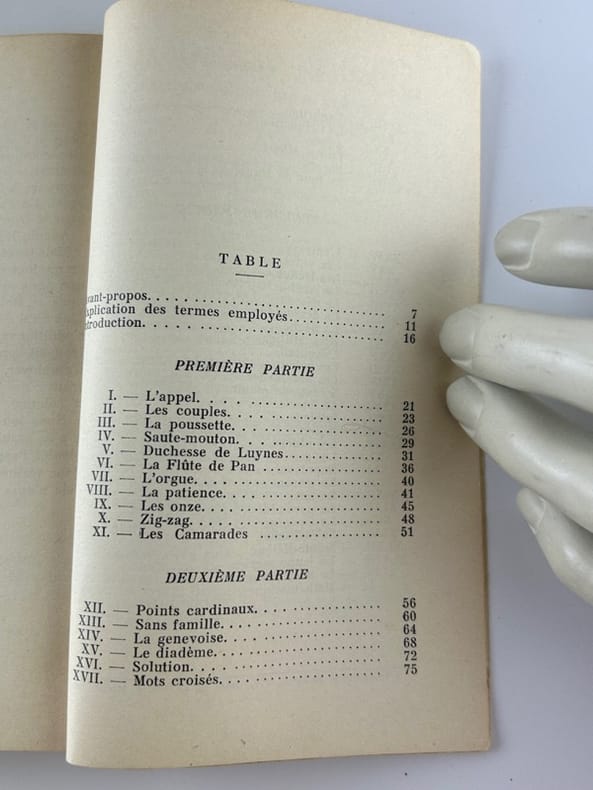 TABLE
vant-propos. . . . . . . . . . . . . . . . . . . . . . . . . . 7
xplication des termes employés. . . . . . . . . . . . 11
ntroduction. . . . . . . . . . . . . . . . . . . . . . . . . . 16
PREMIÈRE PARTIE
I. — L'appel. . . . . . . . . . . . . . . . . . . . 21
II. — Les couples. . . . . . . . . . . . . . . . . 23
III. — La poussette. . . . . . . . . . . . . . . . 26
IV. — Saute-mouton. . . . . . . . . . . . . . . 29
V. — Duchesse de Luynes. . . . . . . . . . . 31
VI. — La Flûte de Pan . . . . . . . . . . . . . 36
VII. — L'orgue. . . . . . . . . . . . . . . . . . . . 40
VIII. — La patience. . . . . . . . . . . . . . . . . 41
IX. — Les onze. . . . . . . . . . . . . . . . . . . 45
X. — Zig-zag. . . . . . . . . . . . . . . . . . . . 48
XI. — Les Camarades . . . . . . . . . . . . . . 51
DEUXIÈME PARTIE
XII. — Points cardinaux. . . . . . . . . . . . . 56
XIII. — Sans famille. . . . . . . . . . . . . . . . 60
XIV. — La genevoise. . . . . . . . . . . . . . . . 64
XV. — Le diadème. . . . . . . . . . . . . . . . . 68
XVI. — Solution. . . . . . . . . . . . . . . . . . . 72
XVII. — Mots croisés. . . . . . . . . . . . . . . . 75